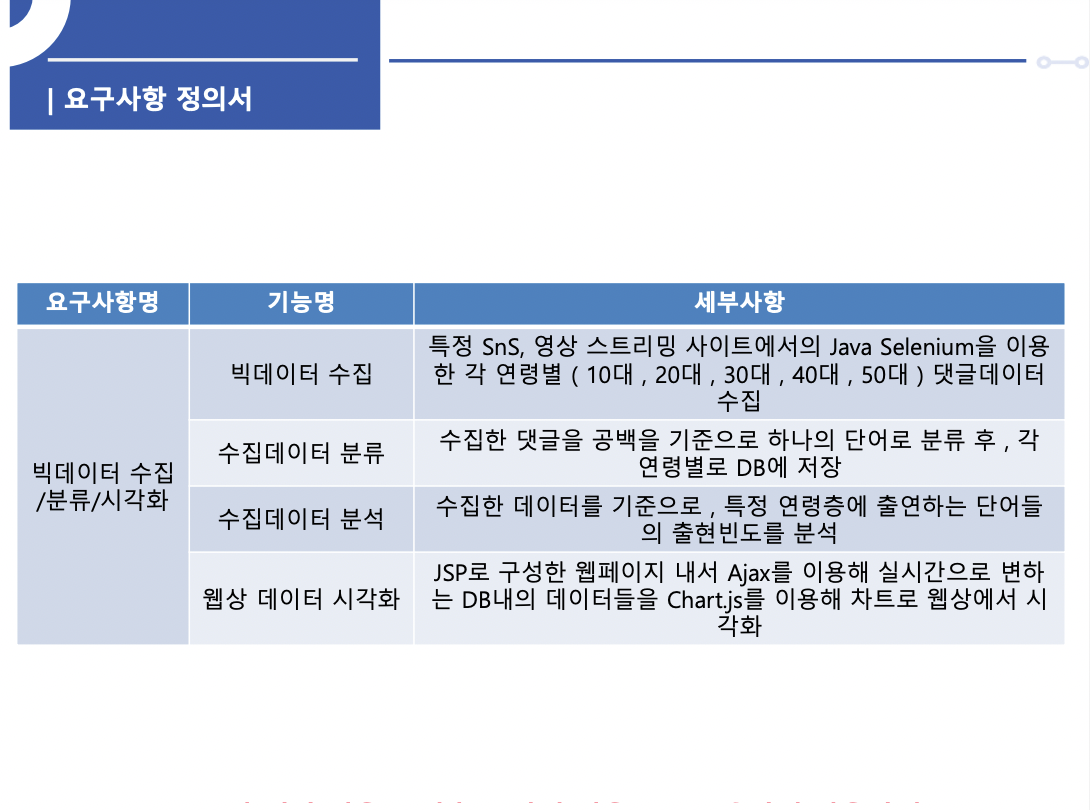 | 요구사항 정의서
요구사항명 기능명 세부사항
빅데이터 수집
/분류/시각화
빅데이터 수집
특정 SnS, 영상 스트리밍 사이트에서의 Java Selenium을 이용
한 각 연령별 ( 10대 , 20대 , 30대 , 40대 , 50대 ) 댓글데이터
수집
수집데이터 분류
수집한 댓글을 공백을 기준으로 하나의 단어로 분류 후 , 각
연령별로 DB에 저장
수집데이터 분석
수집한 데이터를 기준으로 , 특정 연령층에 출연하는 단어들
의 출현빈도를 분석
웹상 데이터 시각화
JSP로 구성한 웹페이지 내서 Ajax를 이용해 실시간으로 변하
는 DB내의 데이터들을 Chart.js를 이용해 차트로 웹상에서 시
각화